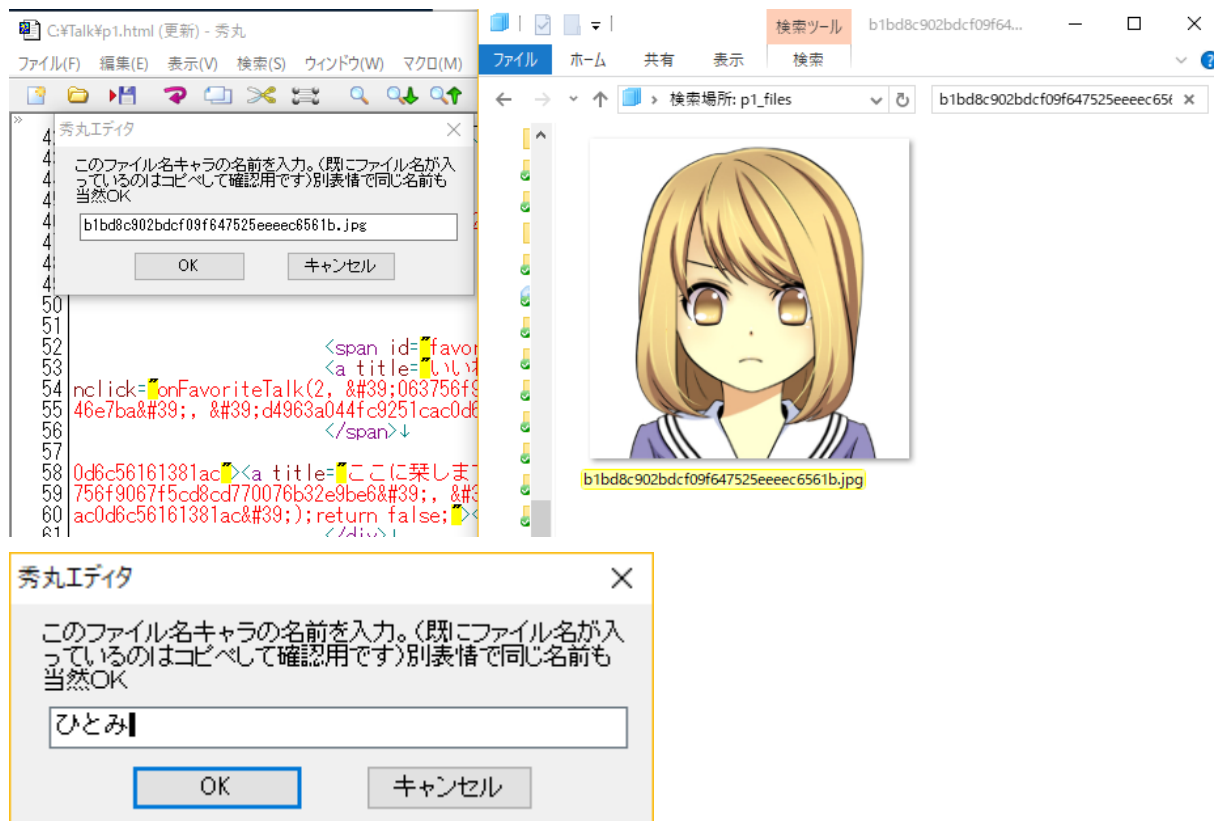 C:¥Talk¥p1.html (更新) - 秀丸
ファイル(F) 編集(E) 表示(V) 検索(S) ウィンドウ(W) マクロ(M)
秀丸エディタ
このファイル名キャラの名前を入力。(既にファイル名が入
っているのはコピペして確認用です)別表情で同じ名前も
当然OK
b1bd8c902bdcf09f647525eeeec6561b.jpg
OK キャンセル
50
51
52 <span id="favor
53 <a title="いいね
54 nclick="onFavoriteTalk(2, &#39;063756f9
55 46e7ba&#39;, &#39;d4963a044fc9251cac0d6
56 </span>↓
57
58 0d6c56161381ac"><a title="ここに栞しま
59 756f9067f5cd8cd770076b32e9be6&#39;, &#3
60 ac0d6c56161381ac&#39;);return false;"><
61 </div>↓
検索ツール b1bd8c902bdcf09f64...
ファイル ホーム 共有 表示 検索
検索場所: p1_files
b1bd8c902bdcf09f647525eeeec656
b1bd8c902bdcf09f647525eeeec6561b.jpg
秀丸エディタ
このファイル名キャラの名前を入力。(既にファイル名が入
っているのはコピペして確認用です)別表情で同じ名前も
当然OK
ひとみ
OK キャンセル